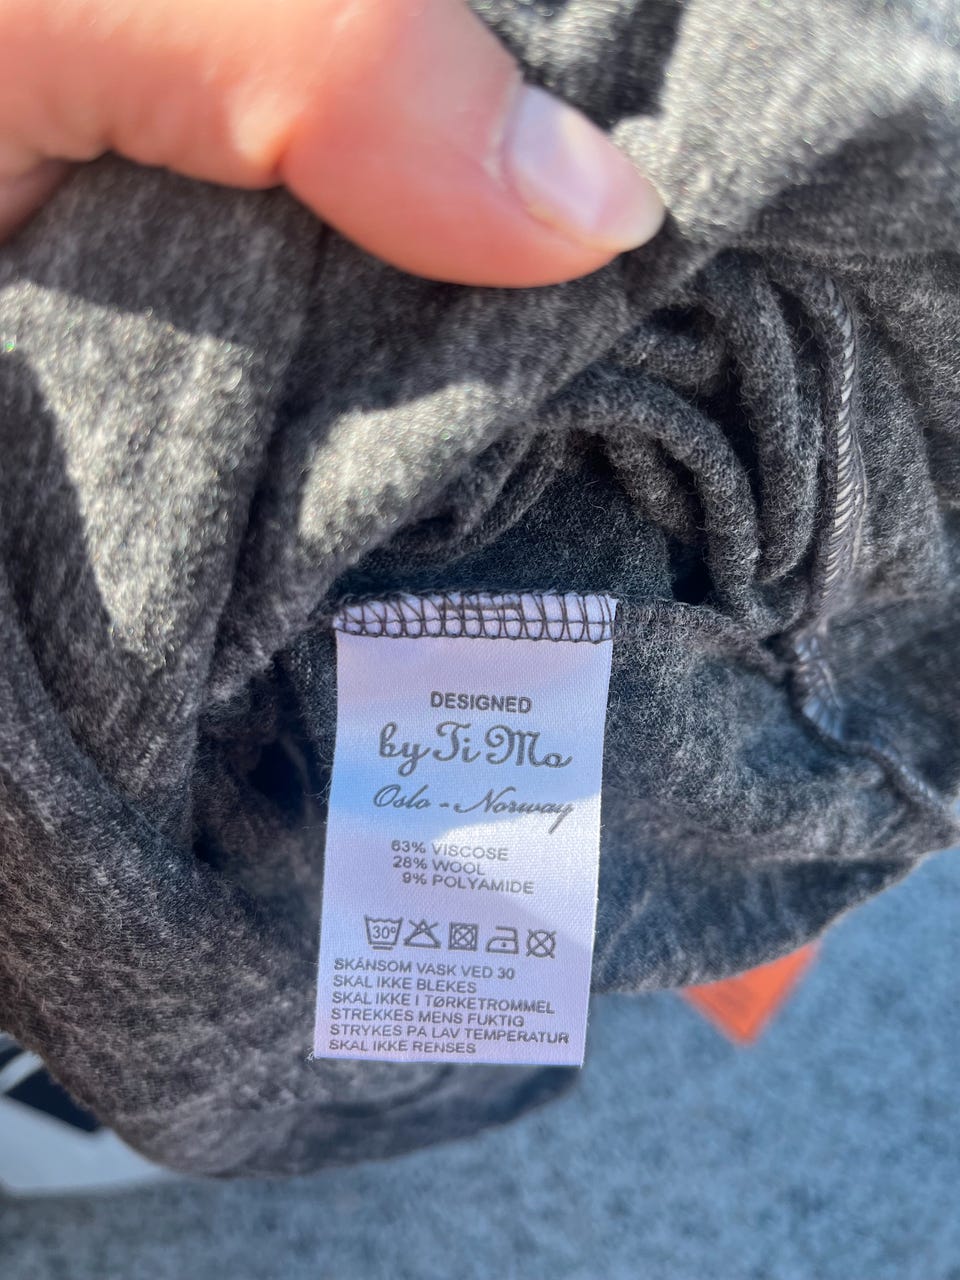 DESIGNED
by Ti Mo
Oslo - Norway
63% VISCOSE
28% WOOL
9% POLYAMIDE
30°
SKÅNSOM VASK VED 30
SKAL IKKE BLEKES
SKAL IKKE I TØRKETROMMEL
STREKKES MENS FUKTIG
STRYKES PÅ LAV TEMPERATUR
SKAL IKKE RENSES